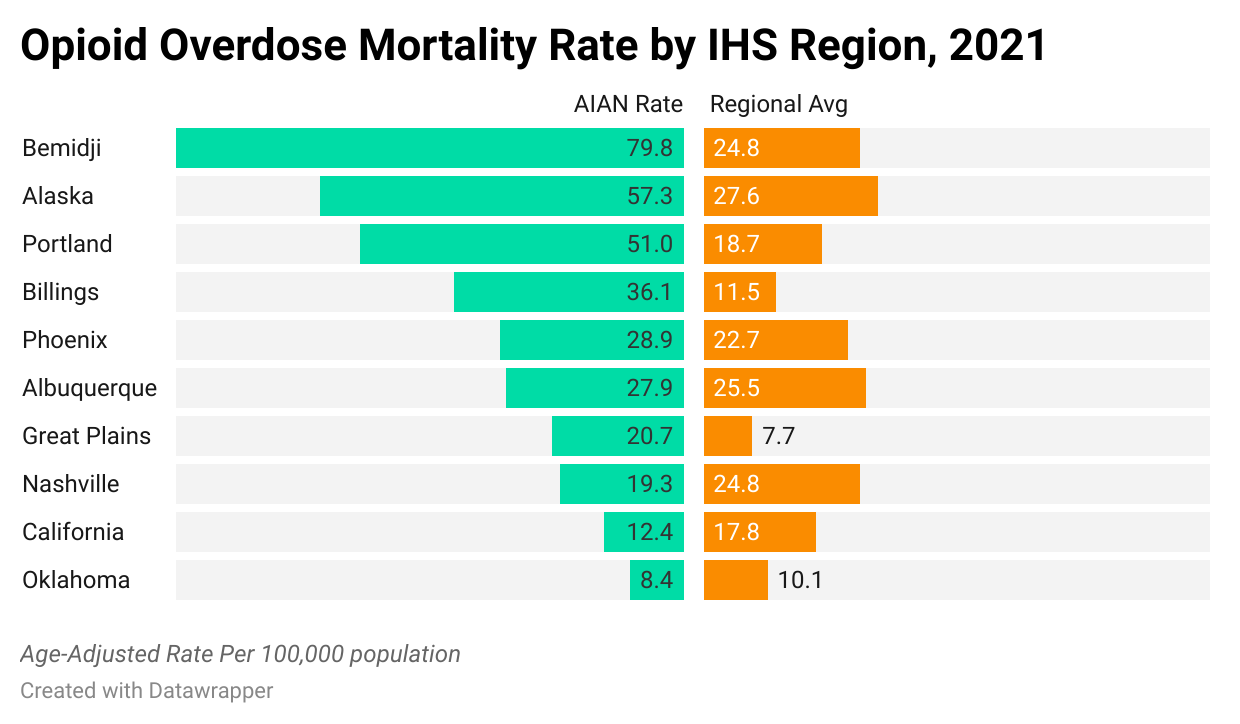 Opioid Overdose Mortality Rate by IHS Region, 2021
AIAN Rate Regional Avg
Bemidji 79.8 24.8
Alaska 57.3 27.6
Portland 51.0 18.7
Billings 36.1 11.5
Phoenix 28.9 22.7
Albuquerque 27.9 25.5
Great Plains 20.7 7.7
Nashville 19.3 24.8
California 12.4 17.8
Oklahoma 8.4 10.1
Age-Adjusted Rate Per 100,000 population
Created with Datawrapper